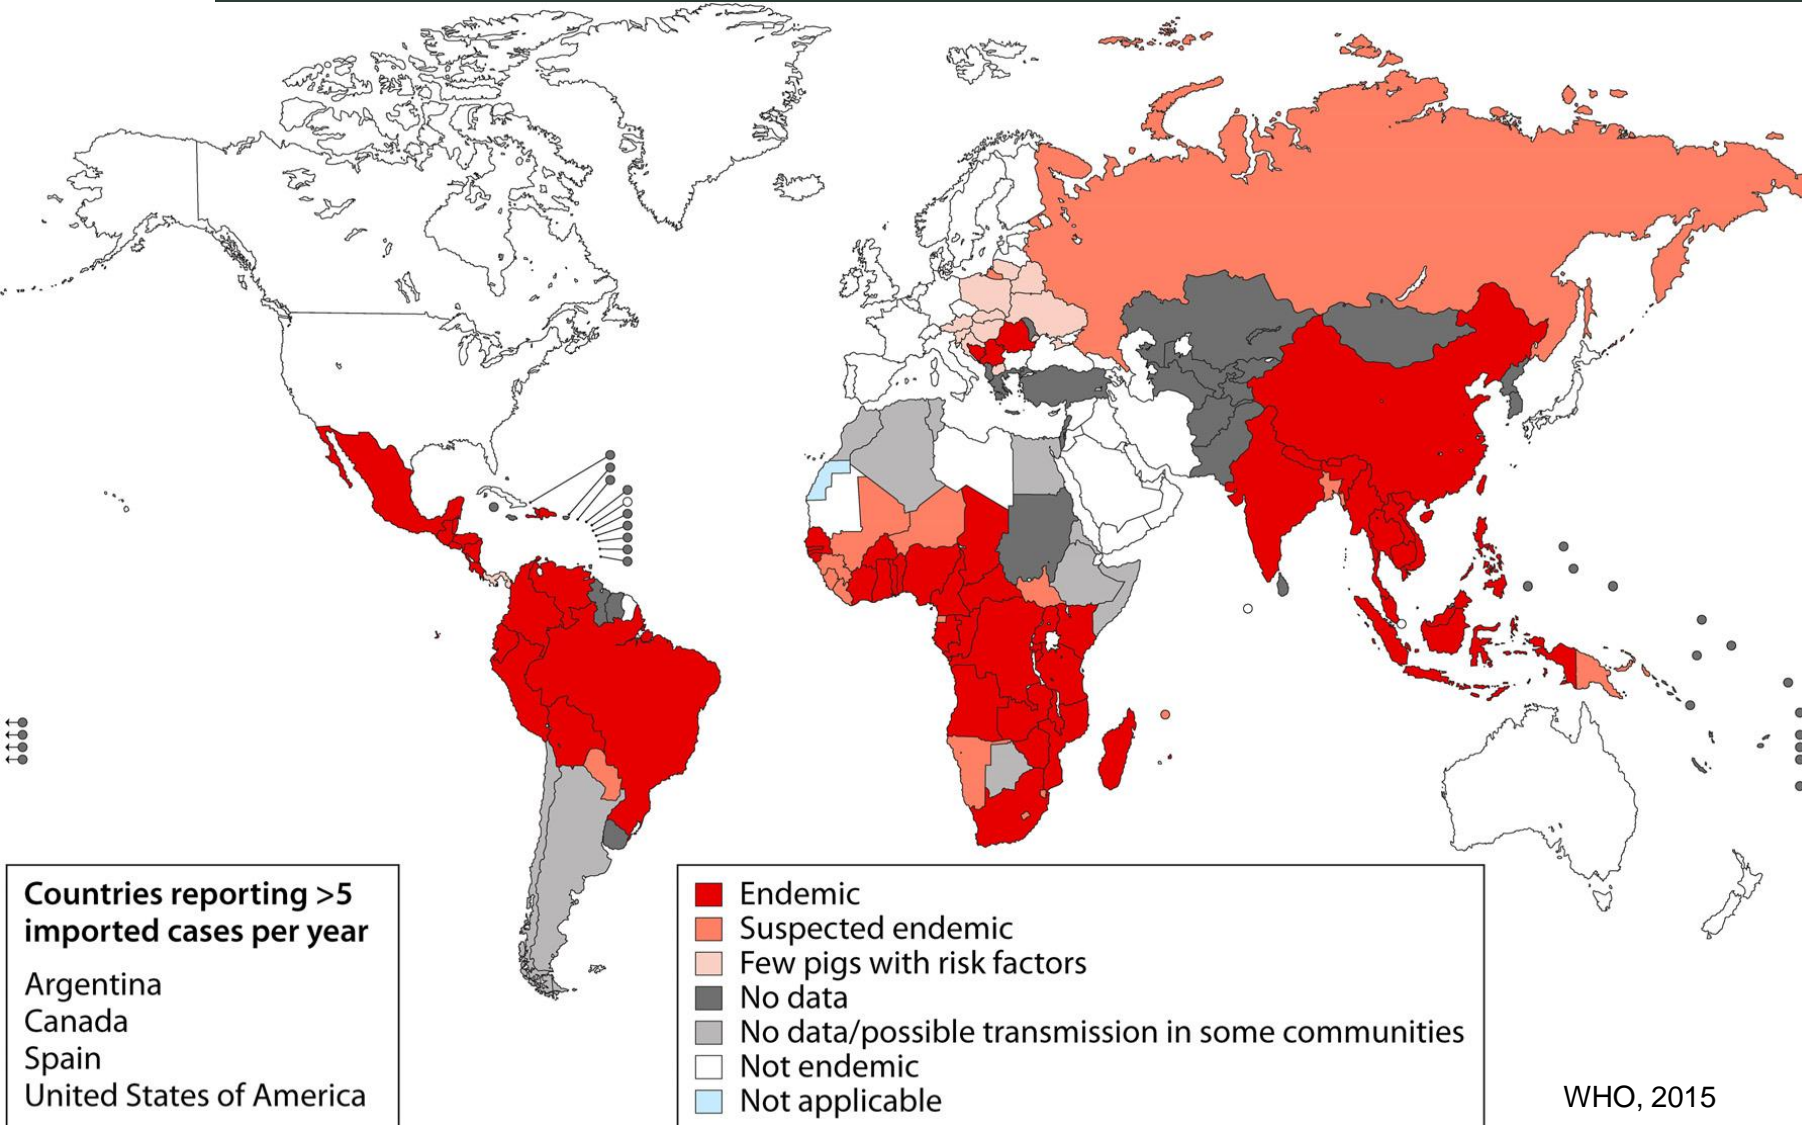 Countries reporting >5
imported cases per year
Argentina
Canada
Spain
United States of America
Endemic
Suspected endemic
Few pigs with risk factors
No data
No data/possible transmission in some communities
Not endemic
Not applicable
WHO, 2015